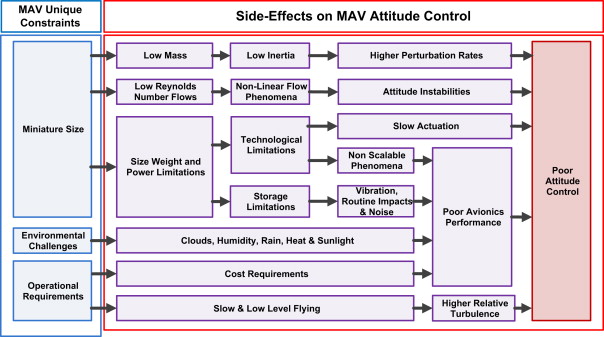 MAV Unique
Constraints
Side-Effects on MAV Attitude Control
Miniature Size
Low Mass
Low Inertia
Higher Perturbation Rates
Low Reynolds
Number Flows
Non-Linear Flow
Phenomena
Attitude Instabilities
Size Weight and
Power Limitations
Technological
Limitations
Slow Actuation
Non Scalable
Phenomena
Storage
Limitations
Vibration,
Routine Impacts
& Noise
Poor Avionics
Performance
Poor
Attitude
Control
Environmental
Challenges
Clouds, Humidity, Rain, Heat & Sunlight
Operational
Requirements
Cost Requirements
Slow & Low Level Flying
Higher Relative
Turbulence